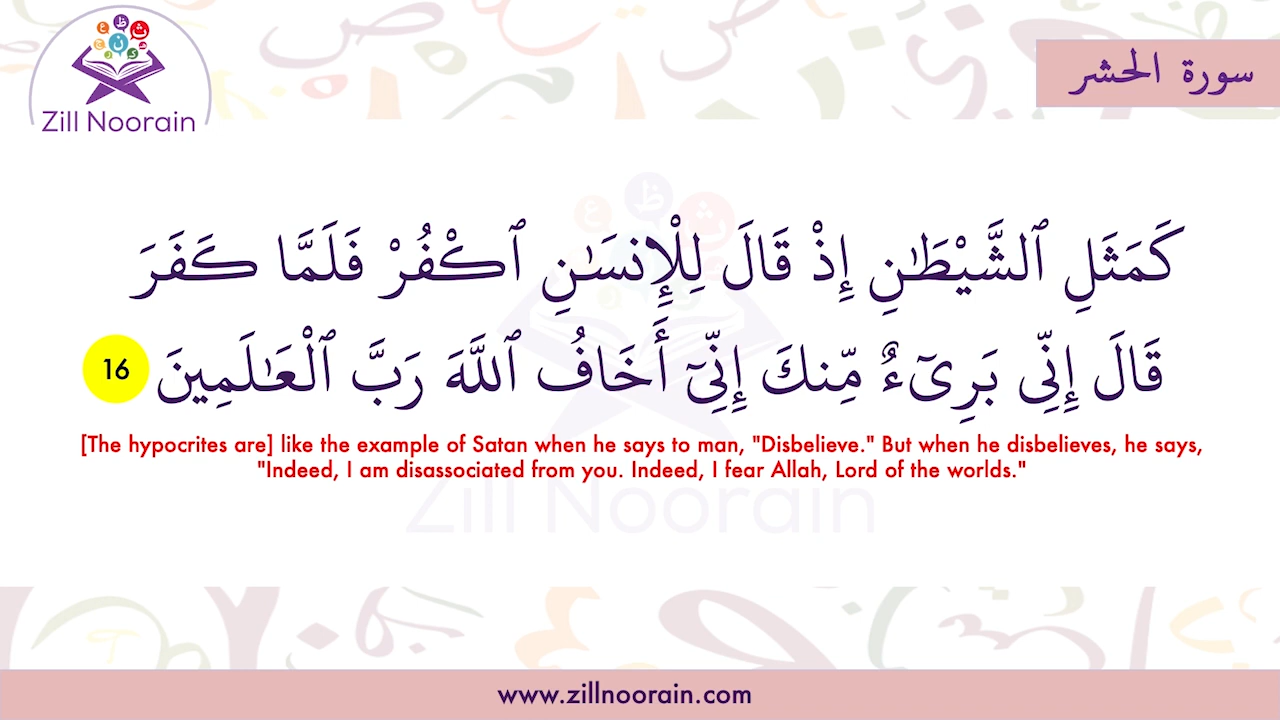 Zill Noorain
سورة الحشر
كَمَثَلِ ٱلشَّيْطَـٰنِ إِذْ قَالَ لِلْإِنسَـٰنِ ٱكْفُرْ فَلَمَّا كَفَرَ
قَالَ إِنِّى بَرِىٓءٌ مِّنكَ إِنِّىٓ أَخَافُ ٱللَّهَ رَبَّ ٱلْعَـٰلَمِينَ 16
[The hypocrites are] like the example of Satan when he says to man, "Disbelieve." But when he disbelieves, he says,
"Indeed, I am disassociated from you. Indeed, I fear Allah, Lord of the worlds."
Zill Noorain
www.zillnoorain.com